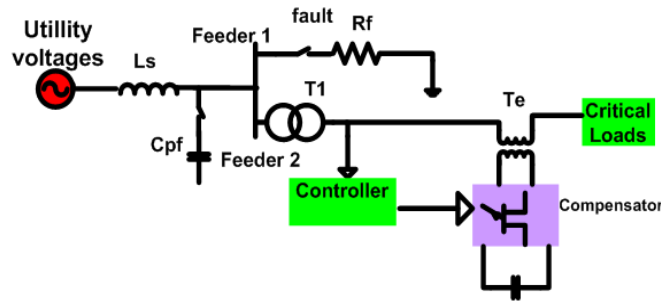 Utillity
voltages
Ls
Cpf
Feeder 1
fault
Rf
T1
Feeder 2
Te
Critical
Loads
Controller
Compensator